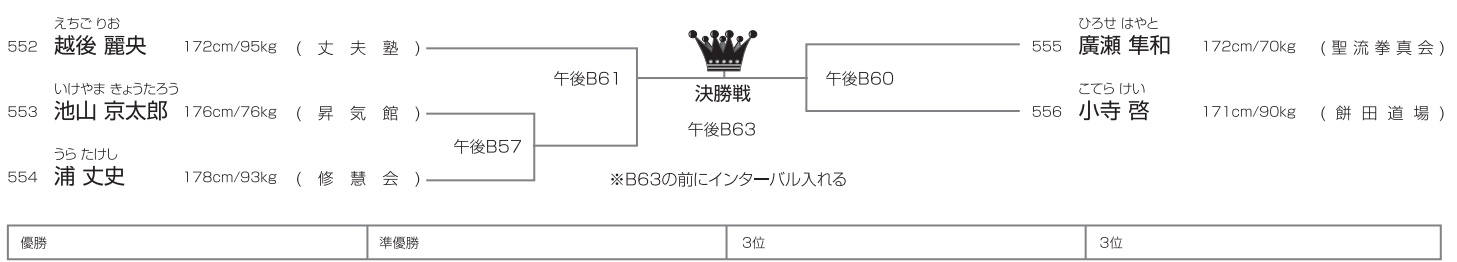 えちご りお
552 越後 麗央 172cm/95kg (丈夫塾)
いけやま きょうたろう
553 池山 京太郎 176cm/76kg (昇気館)
うら たけし
554 浦 丈史 178cm/93kg (修慧会)
午後B57
午後B61
決勝戦
午後B63
※B63の前にインターバル入れる
午後B60
ひろせ はやと
555 廣瀬 隼和 172cm/70kg (聖流拳真会)
こてら けい
556 小寺 啓 171cm/90kg (餅田道場)
優勝 準優勝 3位 3位